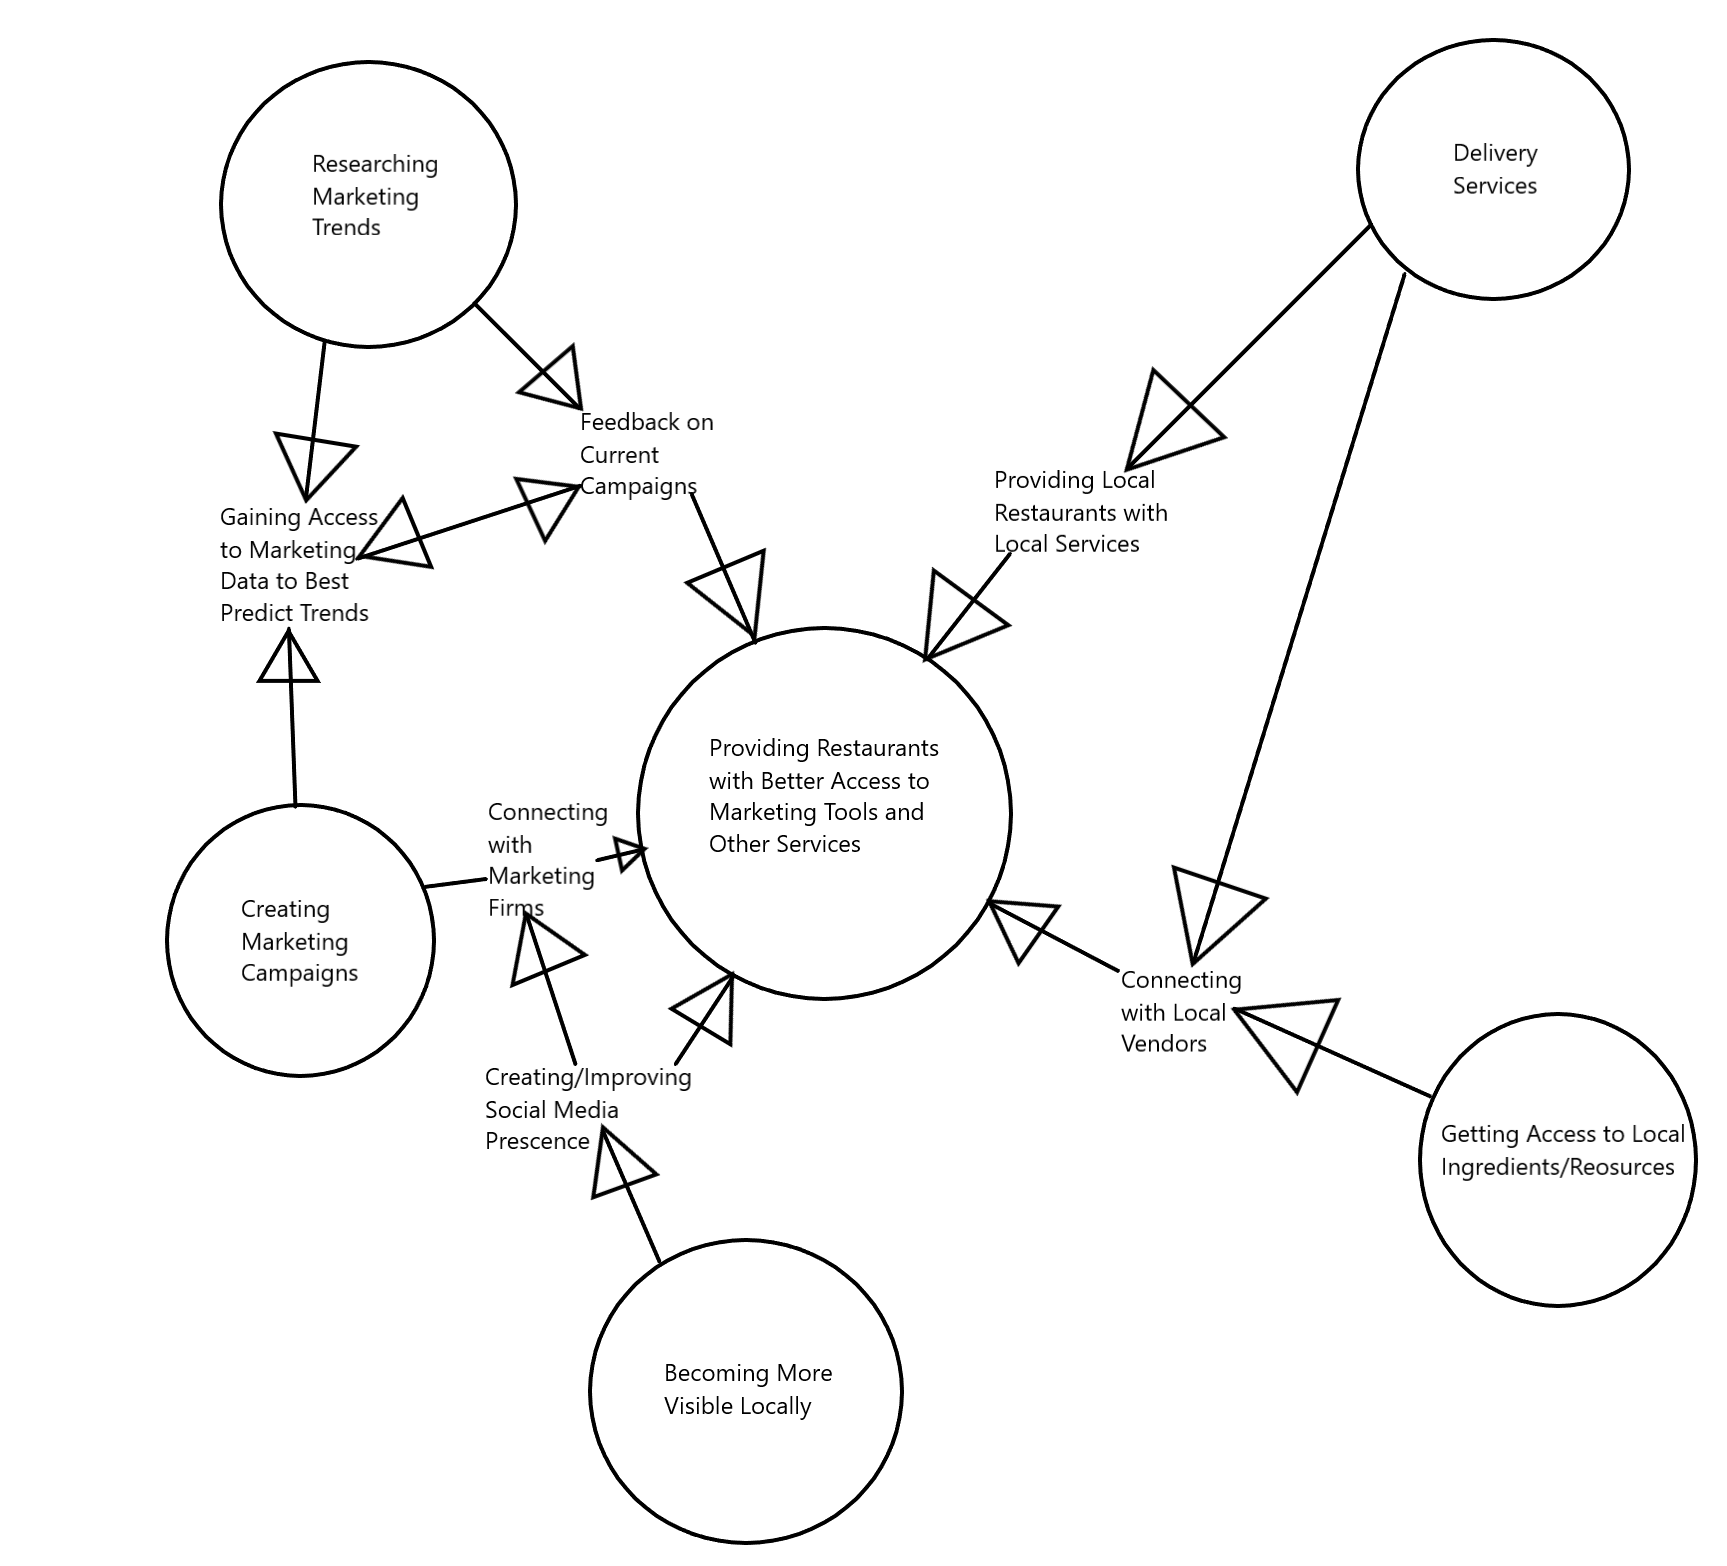 Researching
Marketing
Trends
Delivery
Services
Feedback on
Current
Campaigns
Providing Local
Restaurants with
Local Services
Gaining Access
to Marketing
Data to Best
Predict Trends
Providing Restaurants
with Better Access to
Marketing Tools and
Other Services
Connecting
with
Marketing
Firms
Creating
Marketing
Campaigns
Connecting
with Local
Vendors
Creating/Improving
Social Media
Prescence
Getting Access to Local
Ingredients/Reosurces
Becoming More
Visible Locally